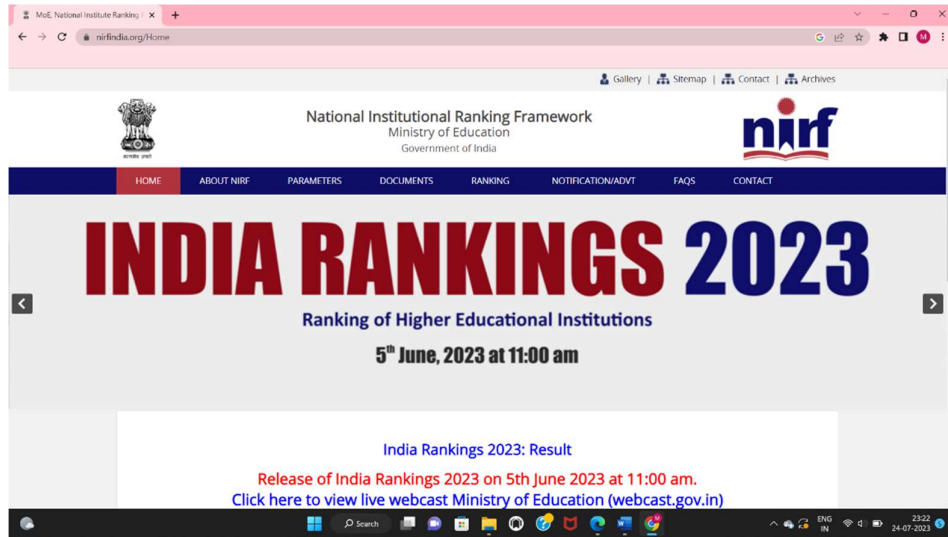 MoE, National Institute Ranking
nirfindia.org/Home
Gallery | Sitemap | Contact | Archives
National Institutional Ranking Framework
Ministry of Education
Government of India
सत्यमेव जयते
nirf
HOME ABOUT NIRF PARAMETERS DOCUMENTS RANKING NOTIFICATION/ADVT FAQS CONTACT
INDIA RANKINGS 2023
Ranking of Higher Educational Institutions
5th June, 2023 at 11:00 am
India Rankings 2023: Result
Release of India Rankings 2023 on 5th June 2023 at 11:00 am.
Click here to view live webcast Ministry of Education (webcast.gov.in)
Search
ENG
IN
23:22
24-07-2023